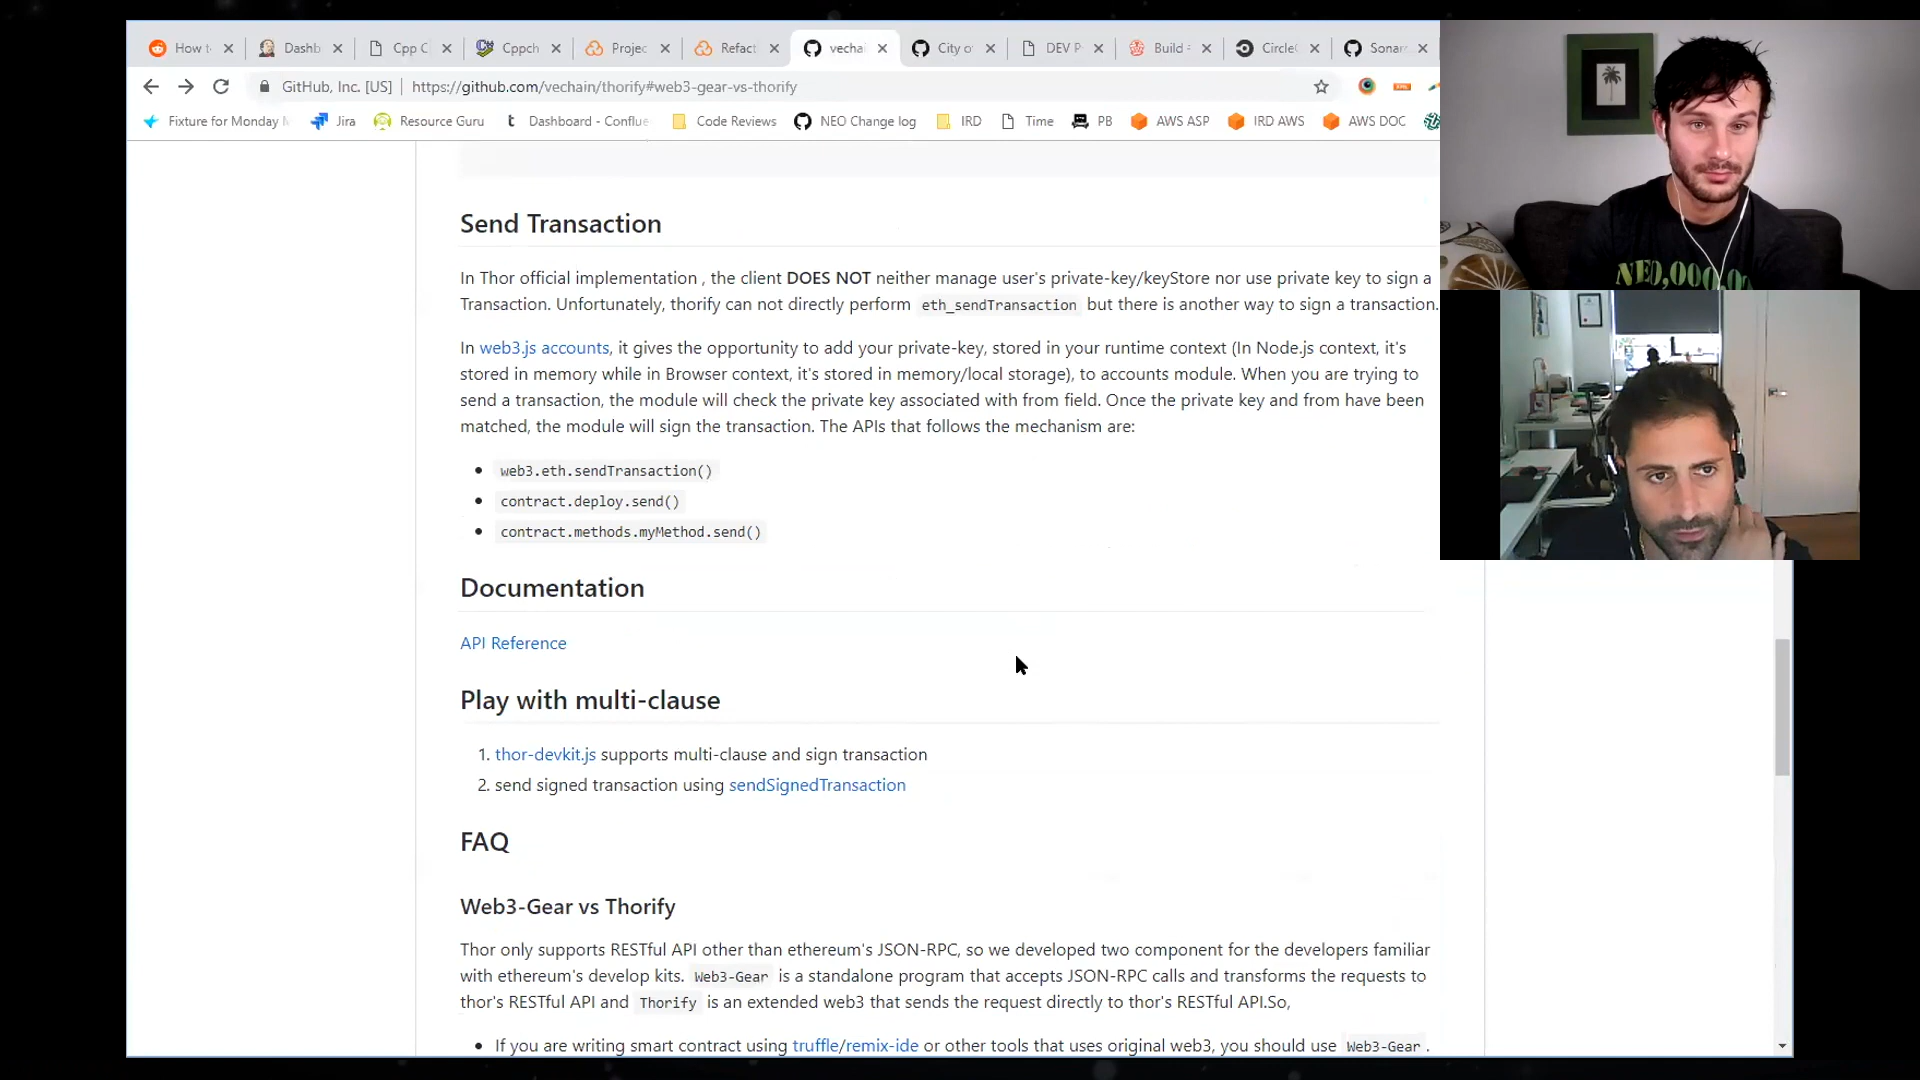 How t
Dashb
Cpp C
Cppch
Projec
Refact
vechai
City o
DEV P
Build
Circle
Sonar
GitHub, Inc. [US] | https://github.com/vechain/thorify#web3-gear-vs-thorify
Fixture for Monday
Jira
Resource Guru
t Dashboard - Conflue
Code Reviews
NEO Change log
IRD
Time
PB
AWS ASP
IRD AWS
AWS DOC
Send Transaction
In Thor official implementation , the client DOES NOT neither manage user's private-key/keyStore nor use private key to sign a
Transaction. Unfortunately, thorify can not directly perform eth_sendTransaction but there is another way to sign a transaction.
In web3.js accounts, it gives the opportunity to add your private-key, stored in your runtime context (In Node.js context, it's
stored in memory while in Browser context, it's stored in memory/local storage), to accounts module. When you are trying to
send a transaction, the module will check the private key associated with from field. Once the private key and from have been
matched, the module will sign the transaction. The APIs that follows the mechanism are:
• web3.eth.sendTransaction()
• contract.deploy.send()
• contract.methods.myMethod.send()
Documentation
API Reference
Play with multi-clause
1. thor-devkit.js supports multi-clause and sign transaction
2. send signed transaction using sendSignedTransaction
FAQ
Web3-Gear vs Thorify
Thor only supports RESTful API other than ethereum's JSON-RPC, so we developed two component for the developers familiar
with ethereum's develop kits. Web3-Gear is a standalone program that accepts JSON-RPC calls and transforms the requests to
thor's RESTful API and Thorify is an extended web3 that sends the request directly to thor's RESTful API.So,
• If you are writing smart contract using truffle/remix-ide or other tools that uses original web3, you should use Web3-Gear .